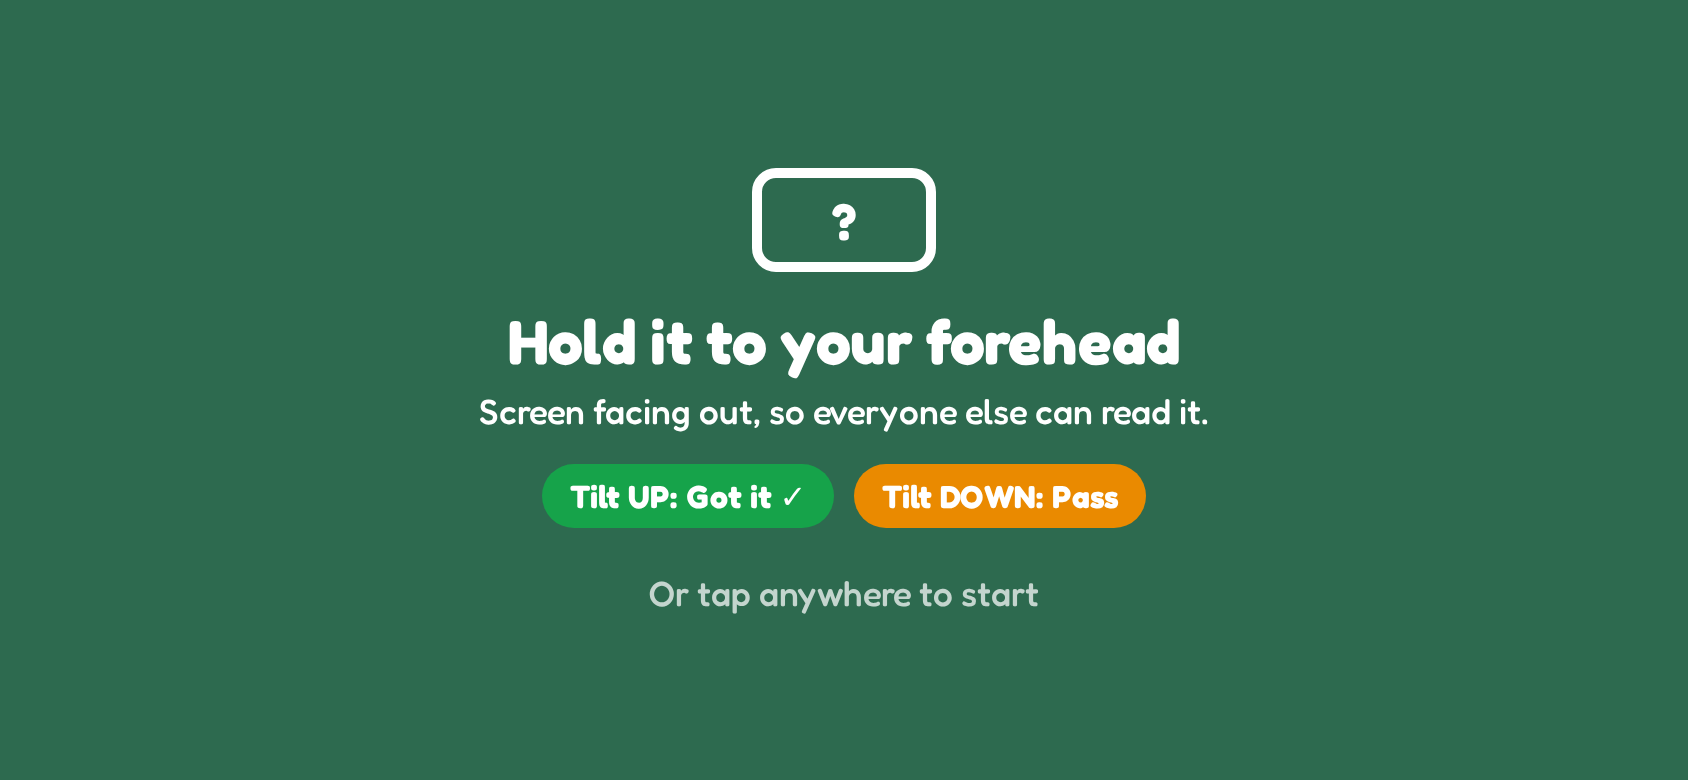 ?
Hold it to your forehead
Screen facing out, so everyone else can read it.
Tilt UP: Got it ✓
Tilt DOWN: Pass
Or tap anywhere to start